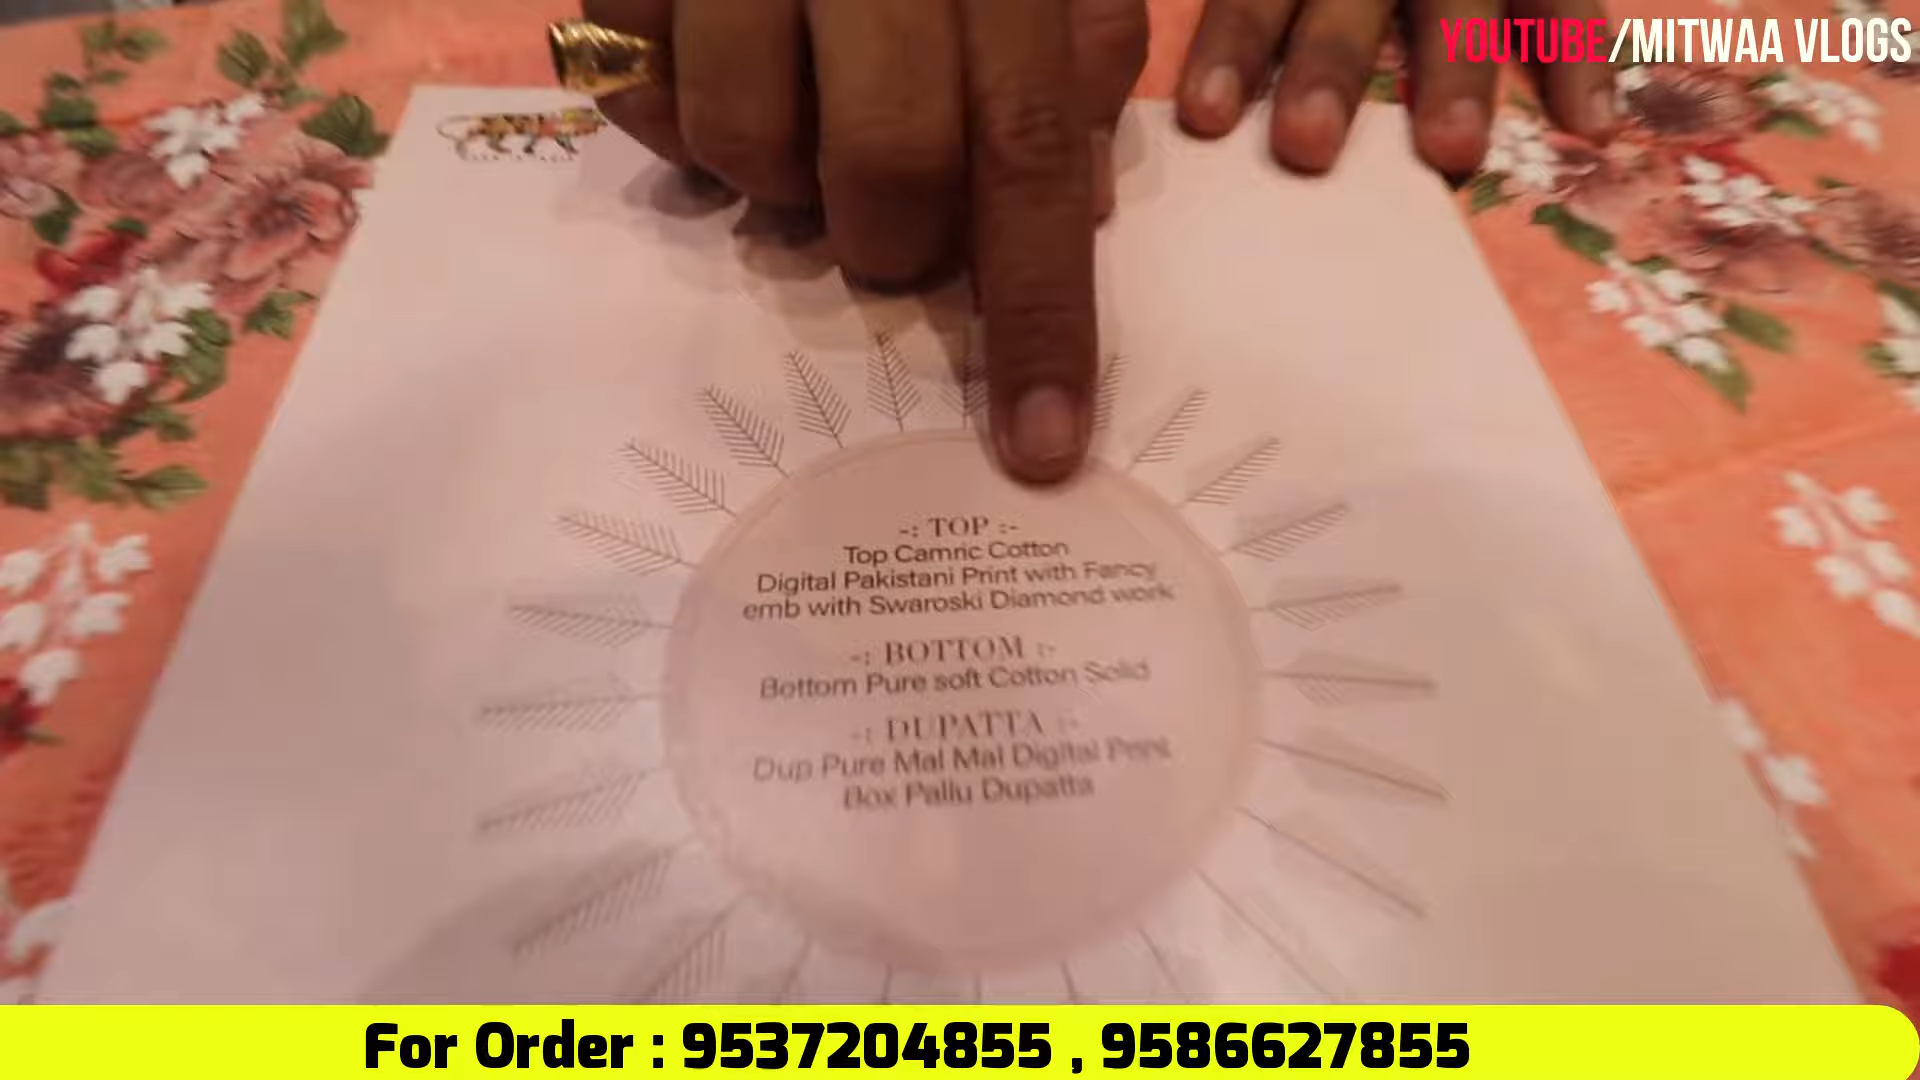 YOUTUBE/MITWAA VLOGS
-: TOP :-
Top Camric Cotton
Digital Pakistani Print with Fancy
emb with Swaroski Diamond work
-: BOTTOM :-
Bottom Pure soft Cotton Solid
-: DUPATTA :-
Dup Pure Mal Mal Digital Print
Box Pallu Dupatta
For Order : 9537204855 , 9586627855